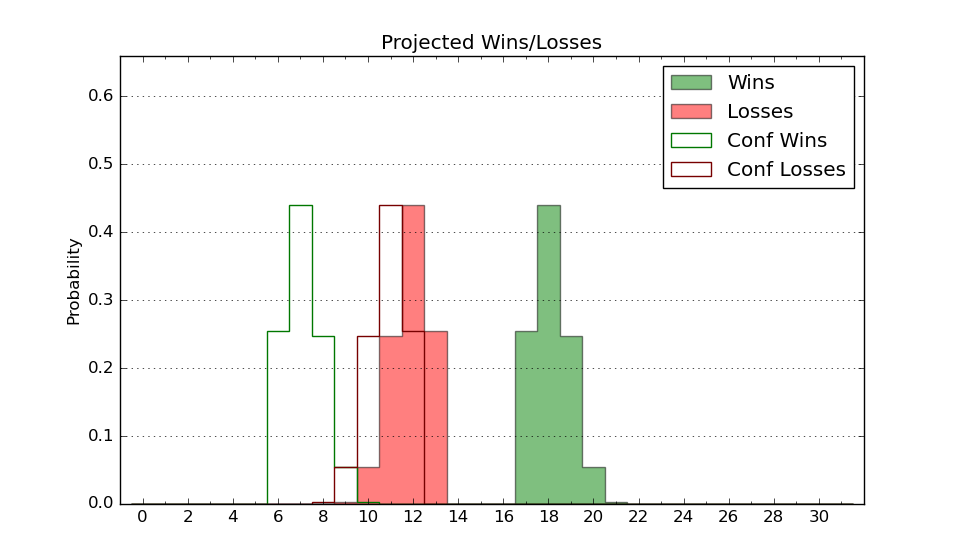 Projected Wins/Losses
Wins
Losses
Conf Wins
Conf Losses
Probability
0.6
0.5
0.4
0.3
0.2
0.1
0.0
0 2 4 6 8 10 12 14 16 18 20 22 24 26 28 30